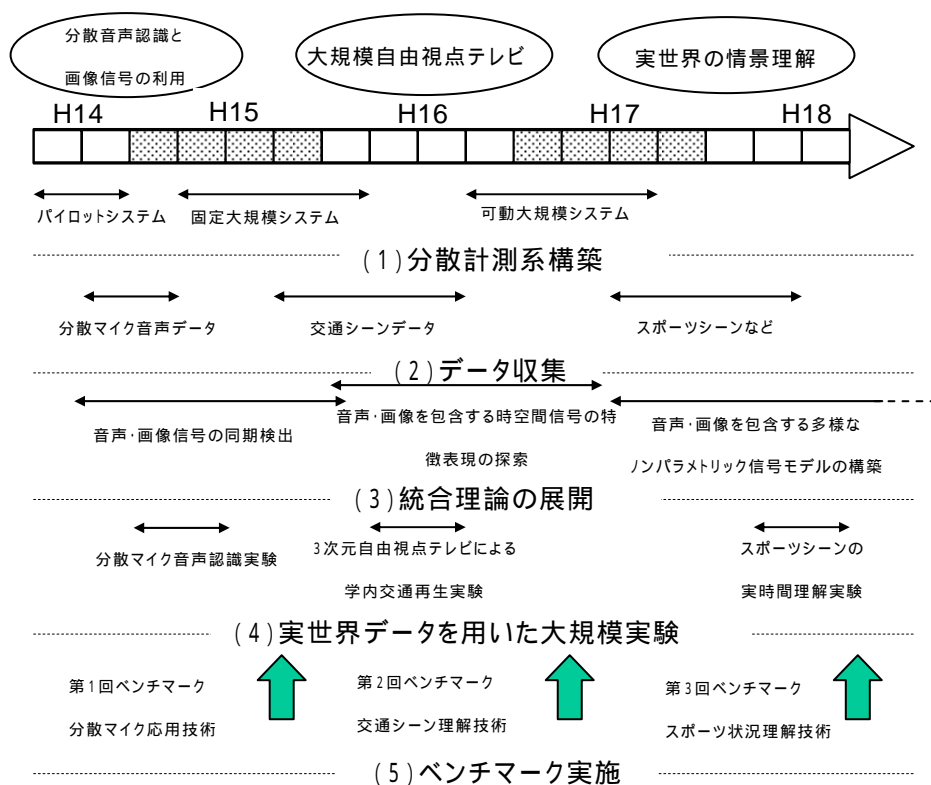 分散音声認識と
画像信号の利用
大規模自由視点テレビ
実世界の情景理解
H14
H15
H16
H17
H18
パイロットシステム
固定大規模システム
可動大規模システム
(1)分散計測系構築
分散マイク音声データ
交通シーンデータ
スポーツシーンなど
(2)データ収集
音声・画像信号の同期検出
音声・画像を包含する時空間信号の特
徴表現の探索
音声・画像を包含する多様な
ノンパラメトリック信号モデルの構築
(3)統合理論の展開
分散マイク音声認識実験
3次元自由視点テレビによる
学内交通再生実験
スポーツシーンの
実時間理解実験
(4)実世界データを用いた大規模実験
第1回ベンチマーク
分散マイク応用技術
第2回ベンチマーク
交通シーン理解技術
第3回ベンチマーク
スポーツ状況理解技術
(5)ベンチマーク実施